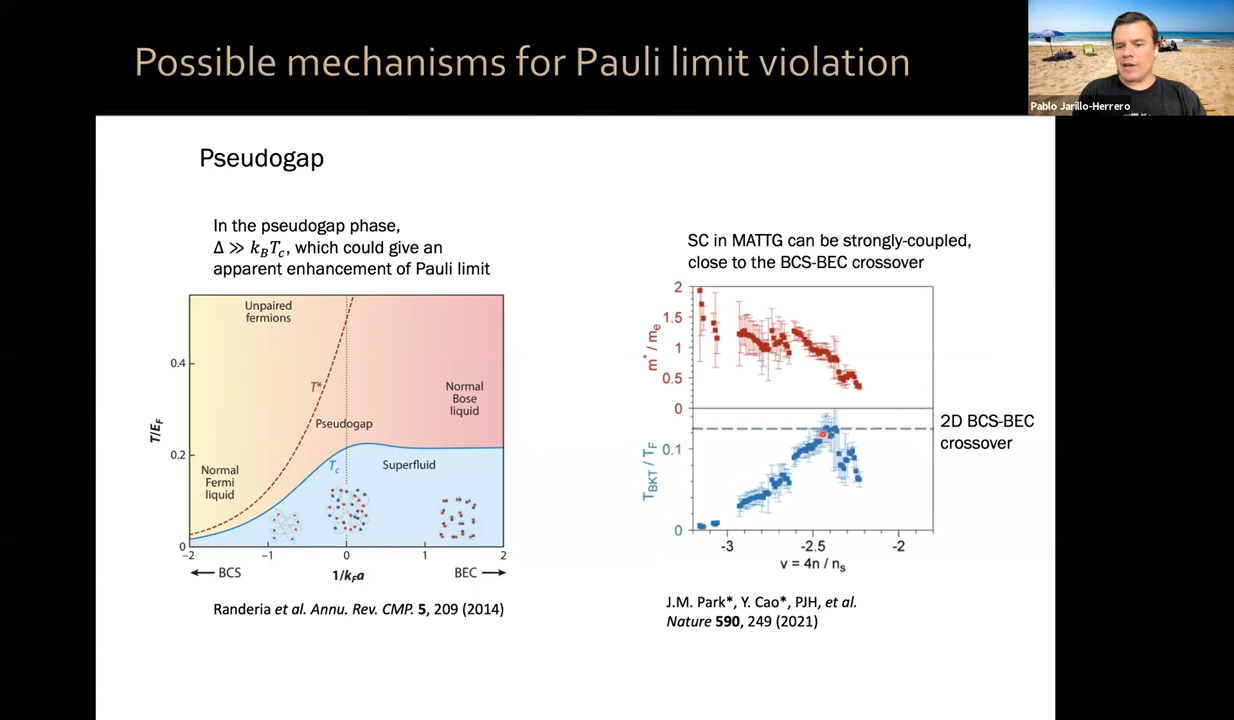 Possible mechanisms for Pauli limit violation
Pablo Jarillo-Herrero
Pseudogap
In the pseudogap phase,
Δ ≫ k_BT_c, which could give an
apparent enhancement of Pauli limit
Unpaired
fermions
0.4
T*
Normal
Bose
liquid
Pseudogap
T/E_F
0.2
T_c
Superfluid
Normal
Fermi
liquid
0
-2
−1
0
1
2
BCS
1/k_Fa
BEC
Randeria et al. Annu. Rev. CMP. 5, 209 (2014)
SC in MATTG can be strongly-coupled,
close to the BCS-BEC crossover
2
1.5
1
0.5
0
m* / m_e
2D BCS-BEC
crossover
0.1
0
T_BKT / T_F
-3
-2.5
-2
ν = 4n / n_s
J.M. Park*, Y. Cao*, PJH, et al.
Nature 590, 249 (2021)